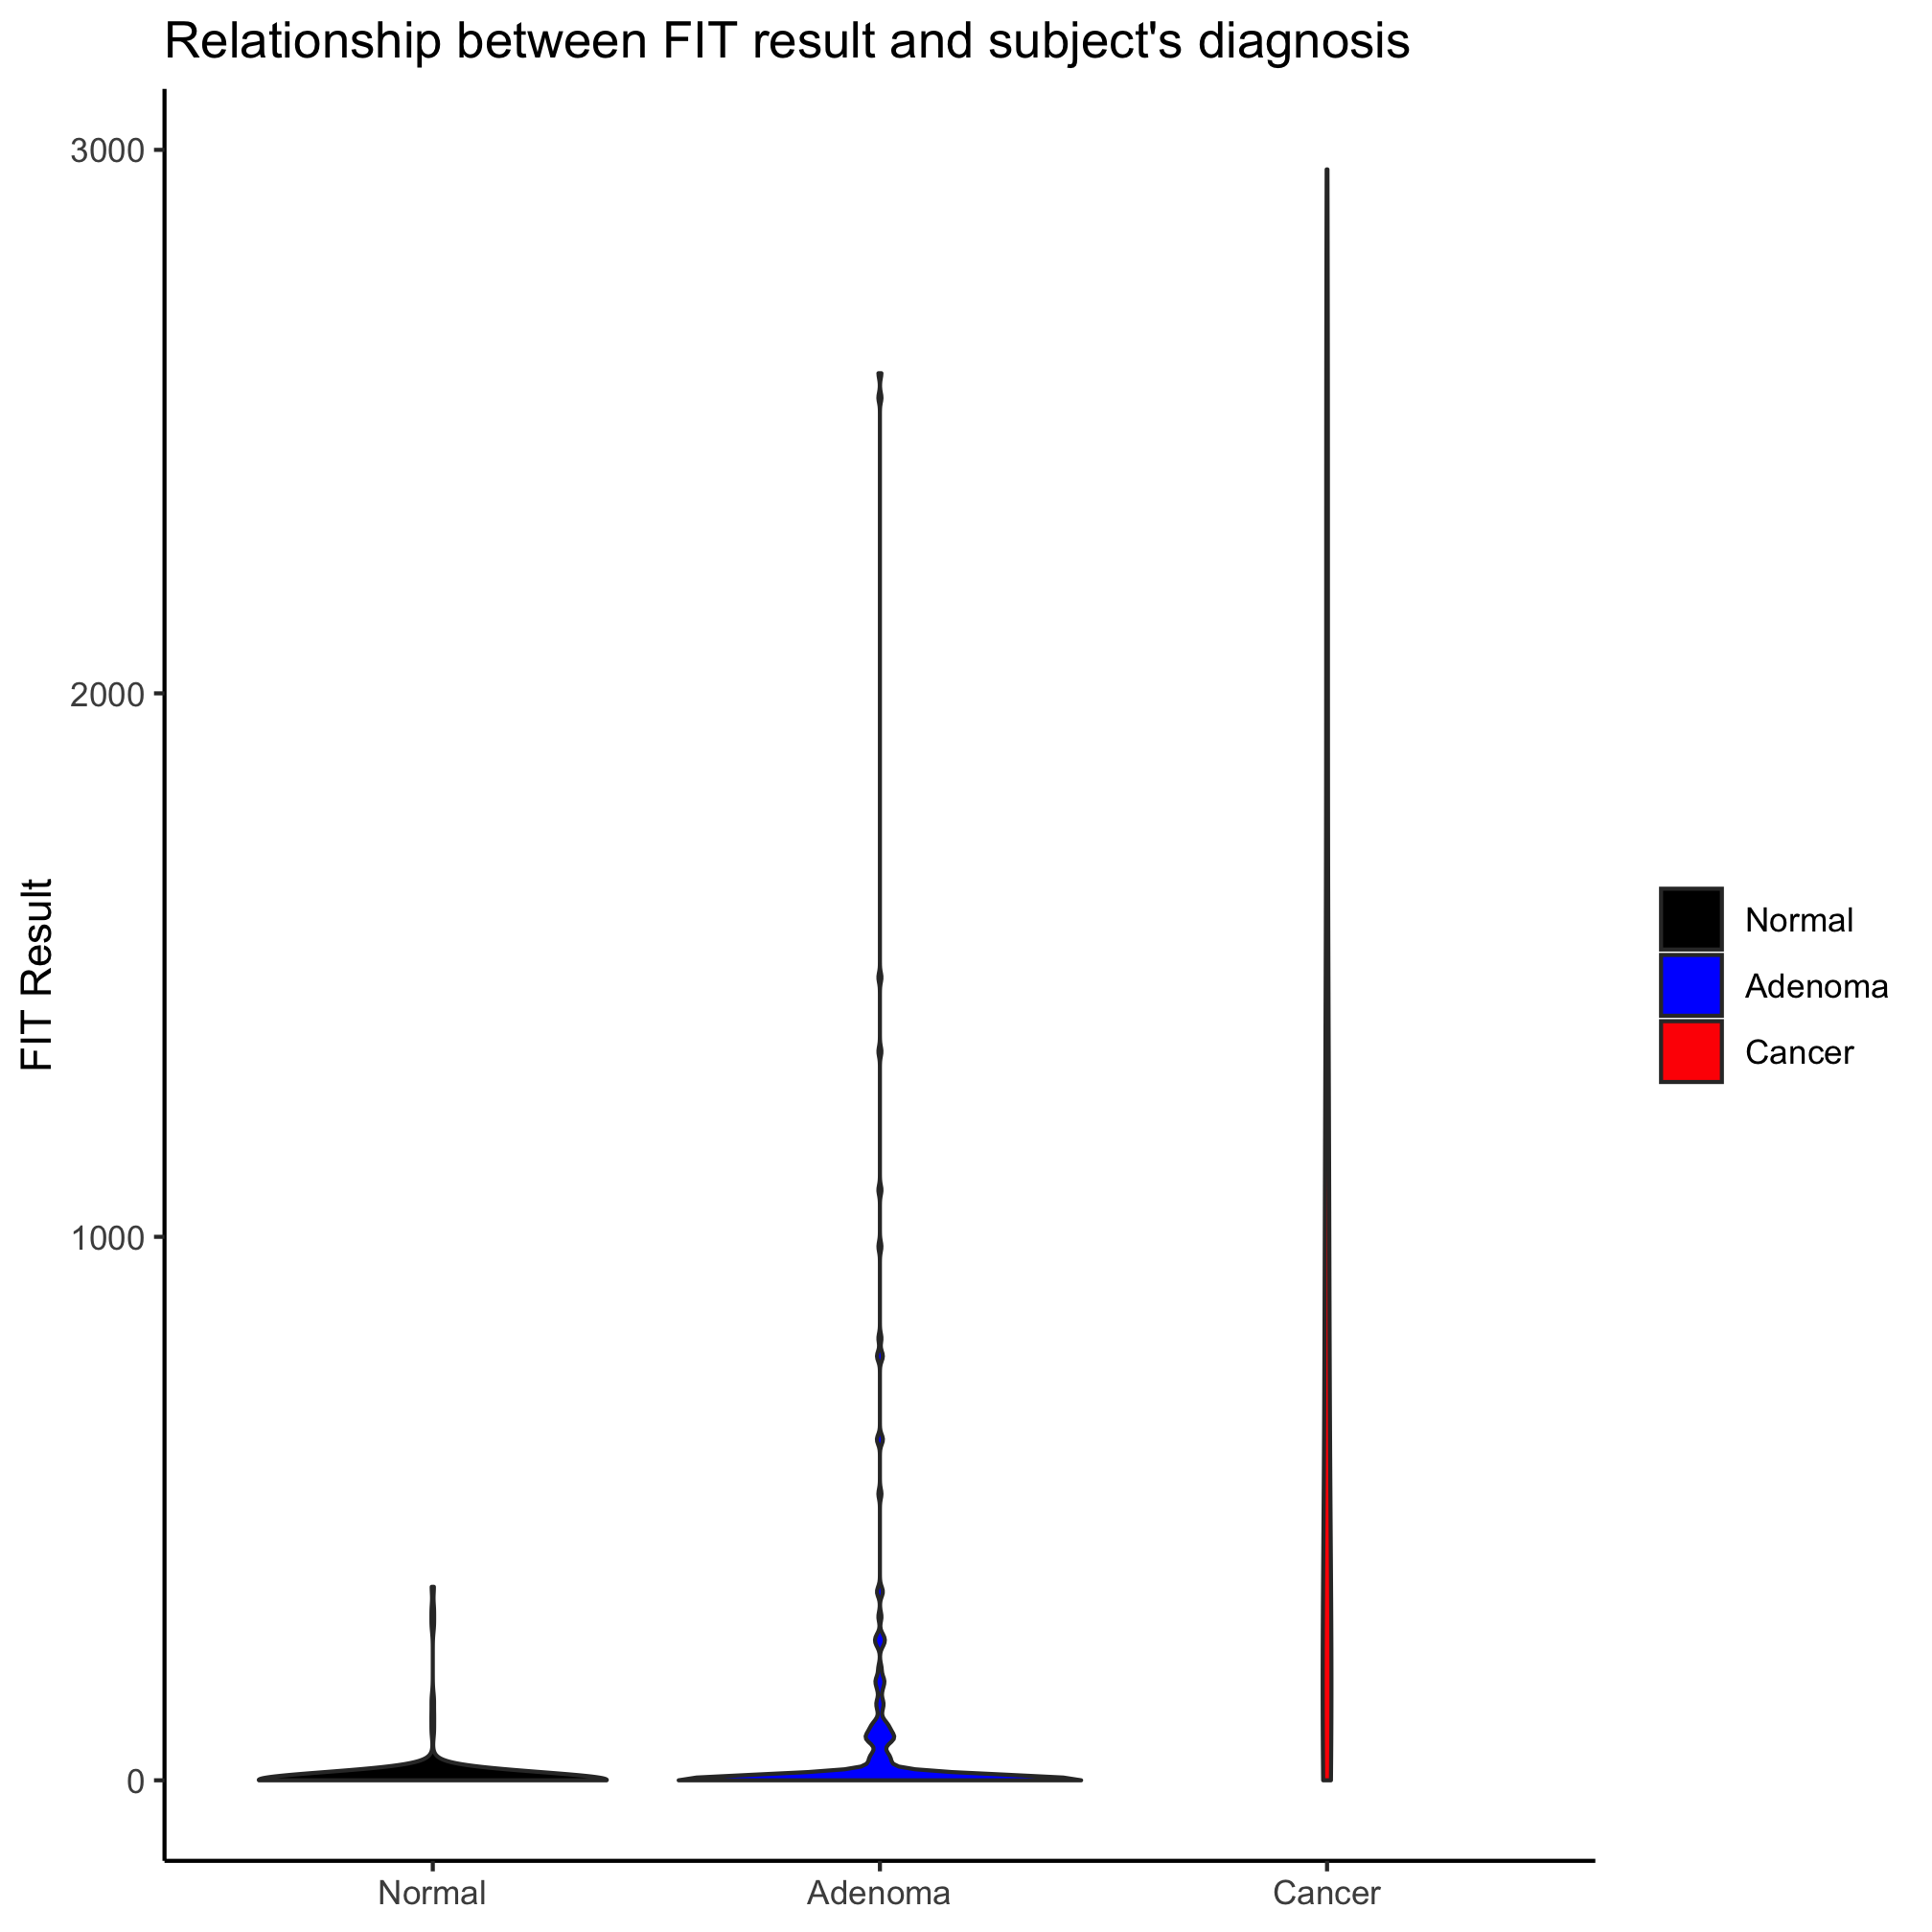 Relationship between FIT result and subject's diagnosis
3000
2000
1000
0
FIT Result
Normal
Adenoma
Cancer
Normal
Adenoma
Cancer